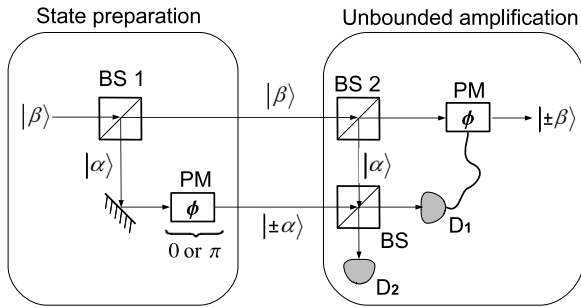 State preparation
Unbounded amplification
BS 1
|β⟩
|α⟩
PM
ϕ
0 or π
|β⟩
|±α⟩
BS 2
|α⟩
BS
PM
ϕ
|±β⟩
D1
D2